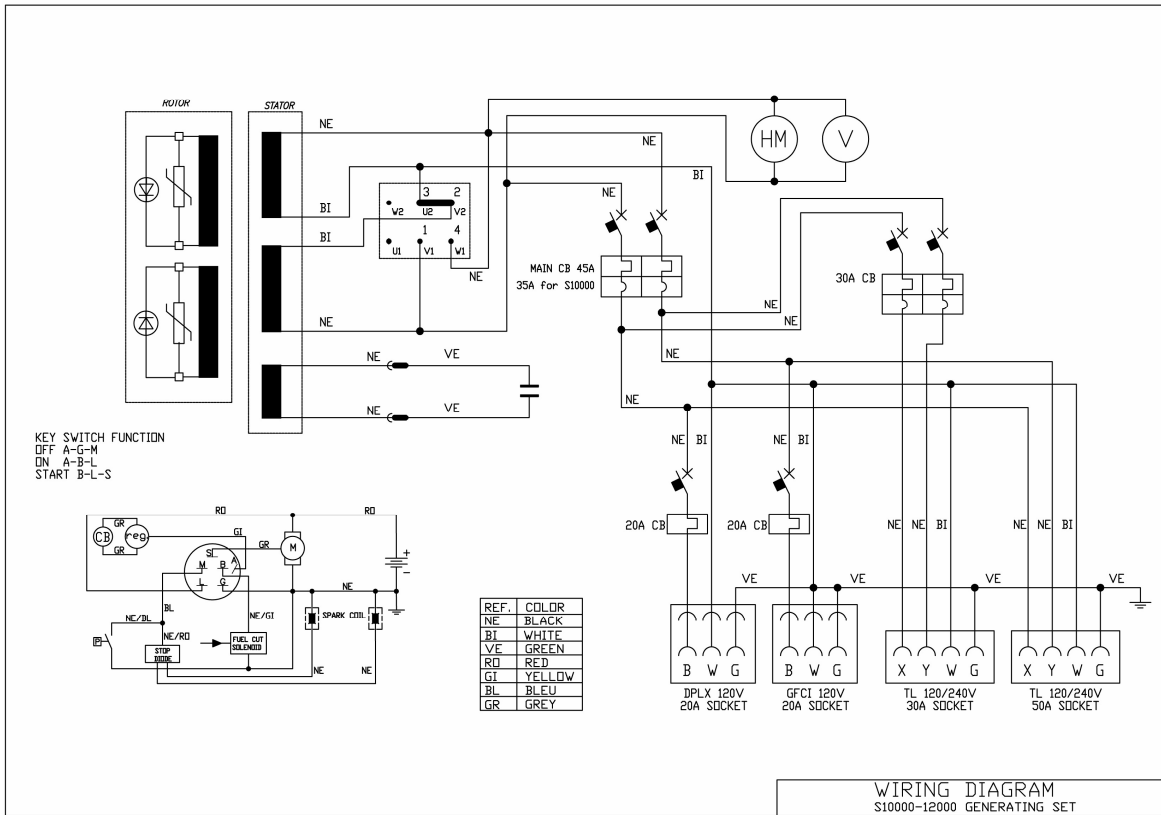 ROTOR
STATOR
NE
NE
BI
BI
BI
NE
NE
NE
3 2
W2 U2 V2
1 4
U1 V1 W1
HM
V
MAIN CB 45A
35A for S10000
30A CB
NE
NE
NE
NE
NE VE
NE VE
KEY SWITCH FUNCTION
OFF A-G-M
ON A-B-L
START B-L-S
NE BI
NE BI
20A CB
20A CB
NE NE BI
NE NE BI
VE
VE
VE
VE
B W G
B W G
X Y W G
X Y W G
DPLX 120V
20A SOCKET
GFCI 120V
20A SOCKET
TL 120/240V
30A SOCKET
TL 120/240V
50A SOCKET
RO
RO
GR
CB
reg.
GR
GI
GR
M
S
M B A
L G
+
-
BL
NE
NE/BL
NE/RO
NE/GI
P
STOP
DIODE
FUEL CUT
SOLENOID
SPARK COIL
NE
NE
REF. COLOR
NE BLACK
BI WHITE
VE GREEN
RO RED
GI YELLOW
BL BLEU
GR GREY
WIRING DIAGRAM
S10000-12000 GENERATING SET